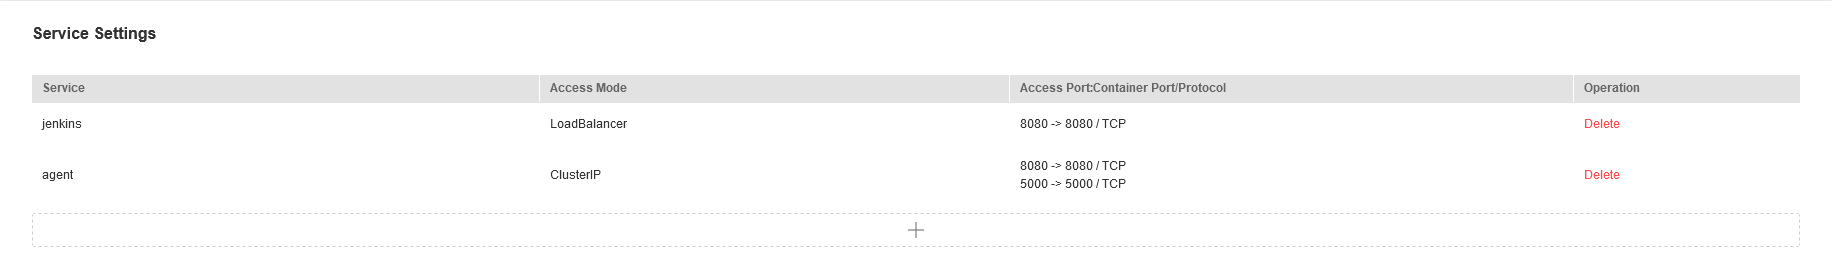 Service Settings
Service Access Mode Access Port:Container Port/Protocol Operation
jenkins LoadBalancer 8080 -> 8080 / TCP Delete
agent ClusterIP 8080 -> 8080 / TCP Delete
5000 -> 5000 / TCP